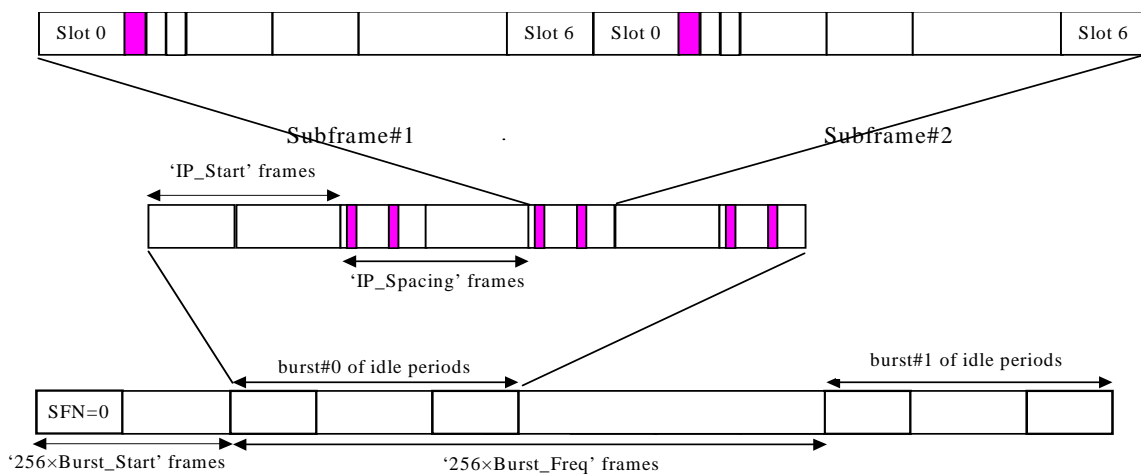 Slot 0
Slot 6
Slot 0
Slot 6
Subframe#1
Subframe#2
‘IP_Start’ frames
‘IP_Spacing’ frames
burst#0 of idle periods
burst#1 of idle periods
SFN=0
‘256×Burst_Start’ frames
‘256×Burst_Freq’ frames